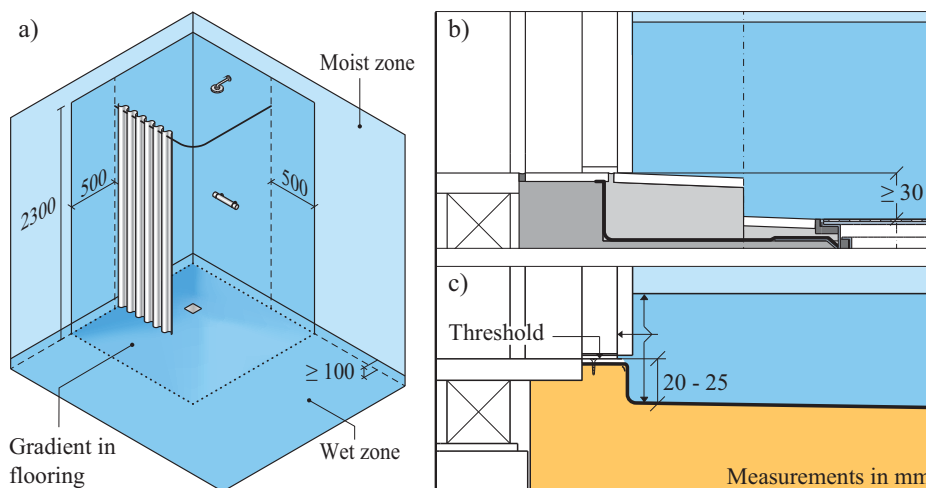 a)
Moist zone
500
500
2300
≥ 100
Gradient in
flooring
Wet zone
b)
≥ 30
c)
Threshold
20 - 25
Measurements in mm